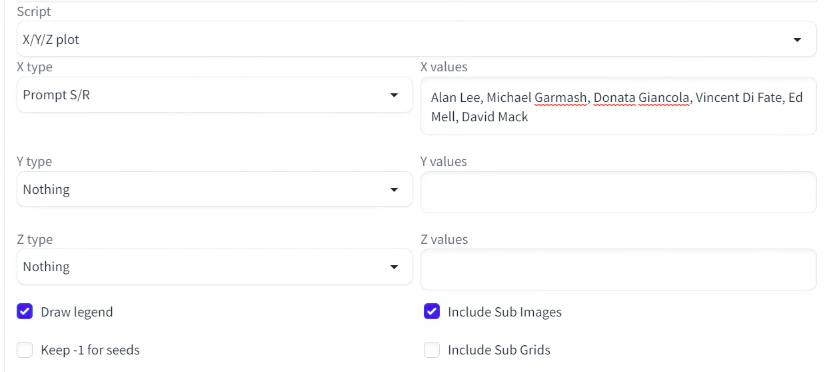 Script
X/Y/Z plot
X type
X values
Prompt S/R
Alan Lee, Michael Garmash, Donata Giancola, Vincent Di Fate, Ed
Mell, David Mack
Y type
Y values
Nothing
Z type
Z values
Nothing
Draw legend
Include Sub Images
Keep -1 for seeds
Include Sub Grids